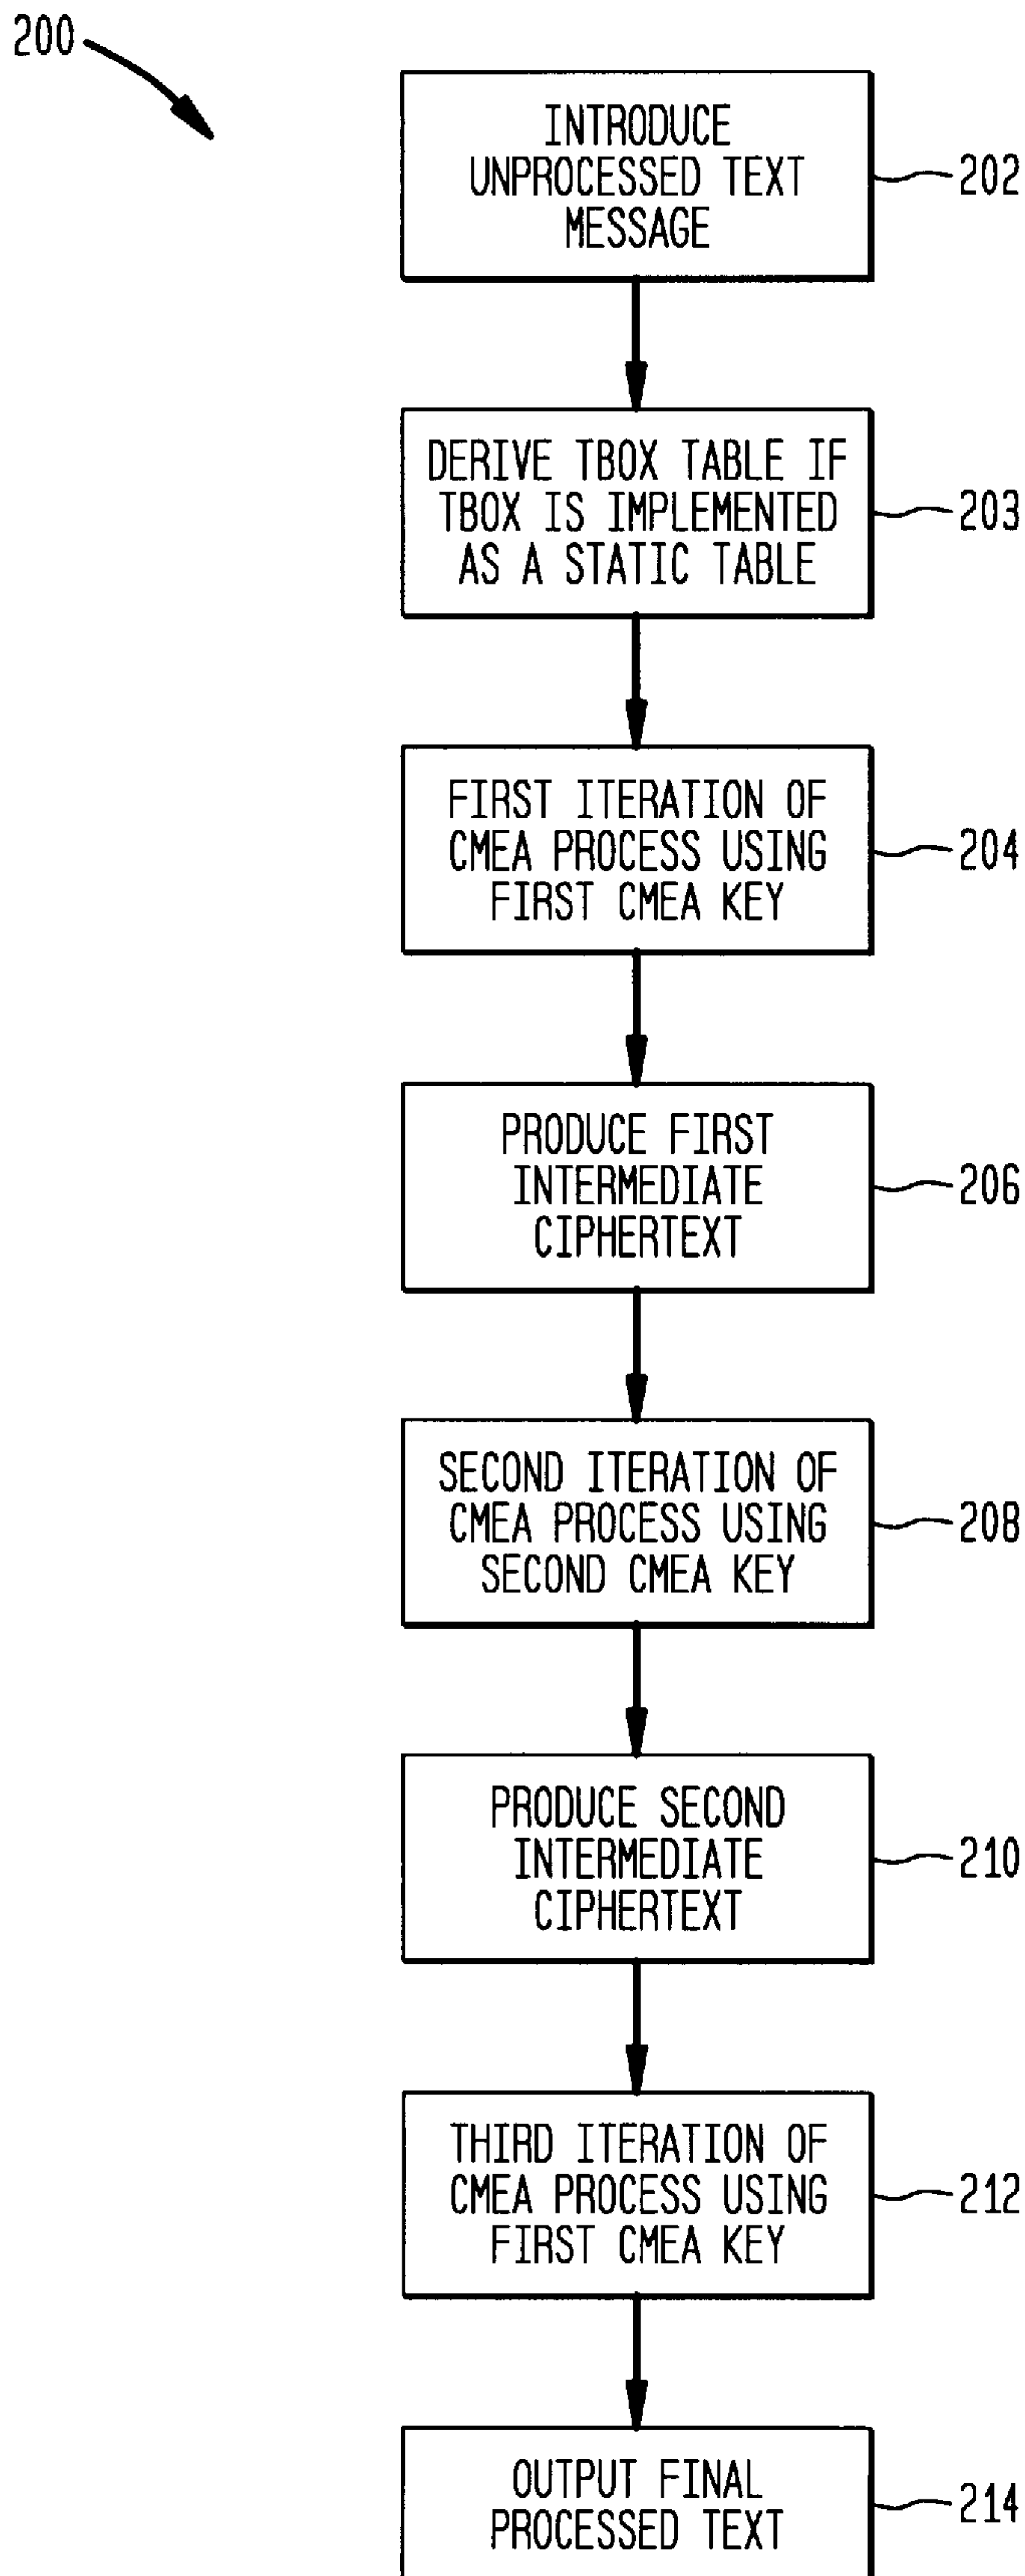 200
INTRODUCE
UNPROCESSED TEXT
MESSAGE
202
DERIVE TBOX TABLE IF
TBOX IS IMPLEMENTED
AS A STATIC TABLE
203
FIRST ITERATION OF
CMEA PROCESS USING
FIRST CMEA KEY
204
PRODUCE FIRST
INTERMEDIATE
CIPHERTEXT
206
SECOND ITERATION OF
CMEA PROCESS USING
SECOND CMEA KEY
208
PRODUCE SECOND
INTERMEDIATE
CIPHERTEXT
210
THIRD ITERATION OF
CMEA PROCESS USING
FIRST CMEA KEY
212
OUTPUT FINAL
PROCESSED TEXT
214